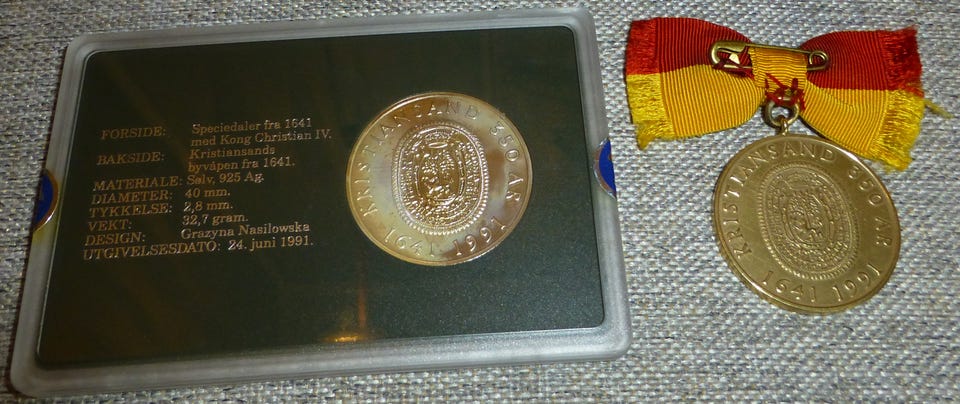 FORSIDE: Speciedaler fra 1641
med Kong Christian IV.
BAKSIDE: Kristiansands
byvåpen fra 1641.
MATERIALE: Sølv, 925 Ag.
DIAMETER: 40 mm.
TYKKELSE: 2,8 mm.
VEKT: 32,7 gram.
DESIGN: Grazyna Nasilowska
UTGIVELSESDATO: 24. juni 1991.
KRISTIANSAND 350 ÅR
1641 1991
KRISTIANSAND 350 ÅR
1641 1991